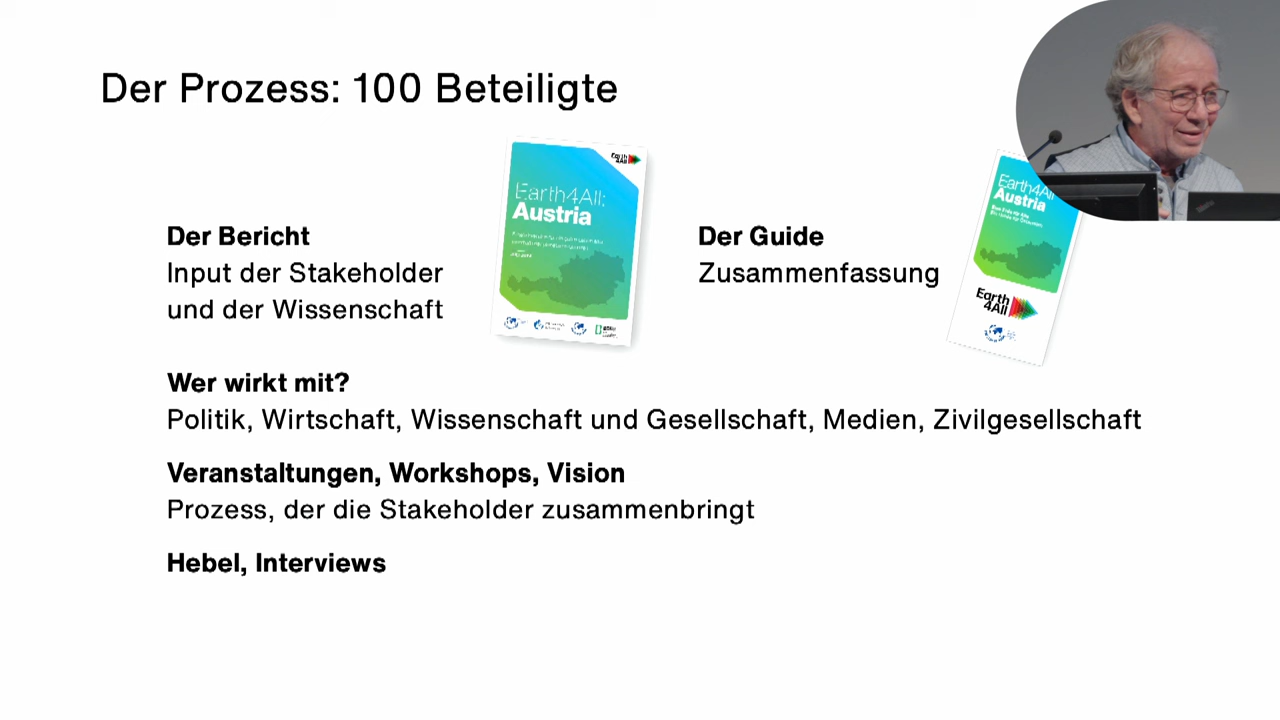 Der Prozess: 100 Beteiligte
Earth4All:
Austria
Earth
4All
Der Bericht
Input der Stakeholder
und der Wissenschaft
Der Guide
Zusammenfassung
Earth4All
Austria
Earth
4All
Wer wirkt mit?
Politik, Wirtschaft, Wissenschaft und Gesellschaft, Medien, Zivilgesellschaft
Veranstaltungen, Workshops, Vision
Prozess, der die Stakeholder zusammenbringt
Hebel, Interviews